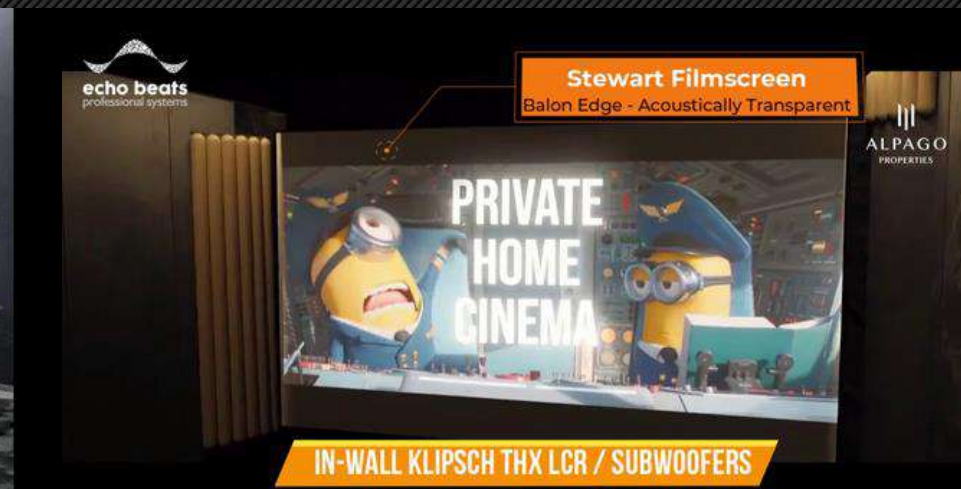 echo beats
professional systems
Stewart Filmscreen
Balon Edge - Acoustically Transparent
ALPAGO
PROPERTIES
PRIVATE
HOME
CINEMA
IN-WALL KLIPSCH THX LCR / SUBWOOFERS